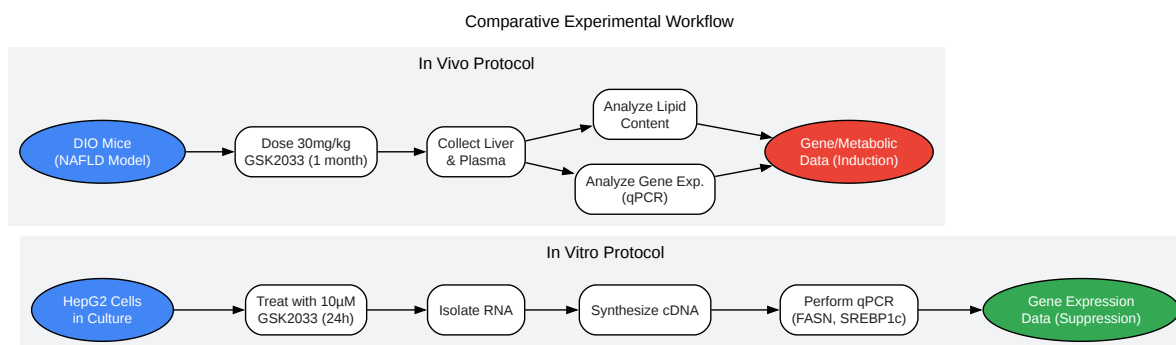 Comparative Experimental Workflow
In Vivo Protocol
DIO Mice
(NAFLD Model)
Dose 30mg/kg
GSK2033 (1 month)
Collect Liver
& Plasma
Analyze Lipid
Content
Analyze Gene Exp.
(qPCR)
Gene/Metabolic
Data (Induction)
In Vitro Protocol
HepG2 Cells
in Culture
Treat with 10µM
GSK2033 (24h)
Isolate RNA
Synthesize cDNA
Perform qPCR
(FASN, SREBP1c)
Gene Expression
Data (Suppression)